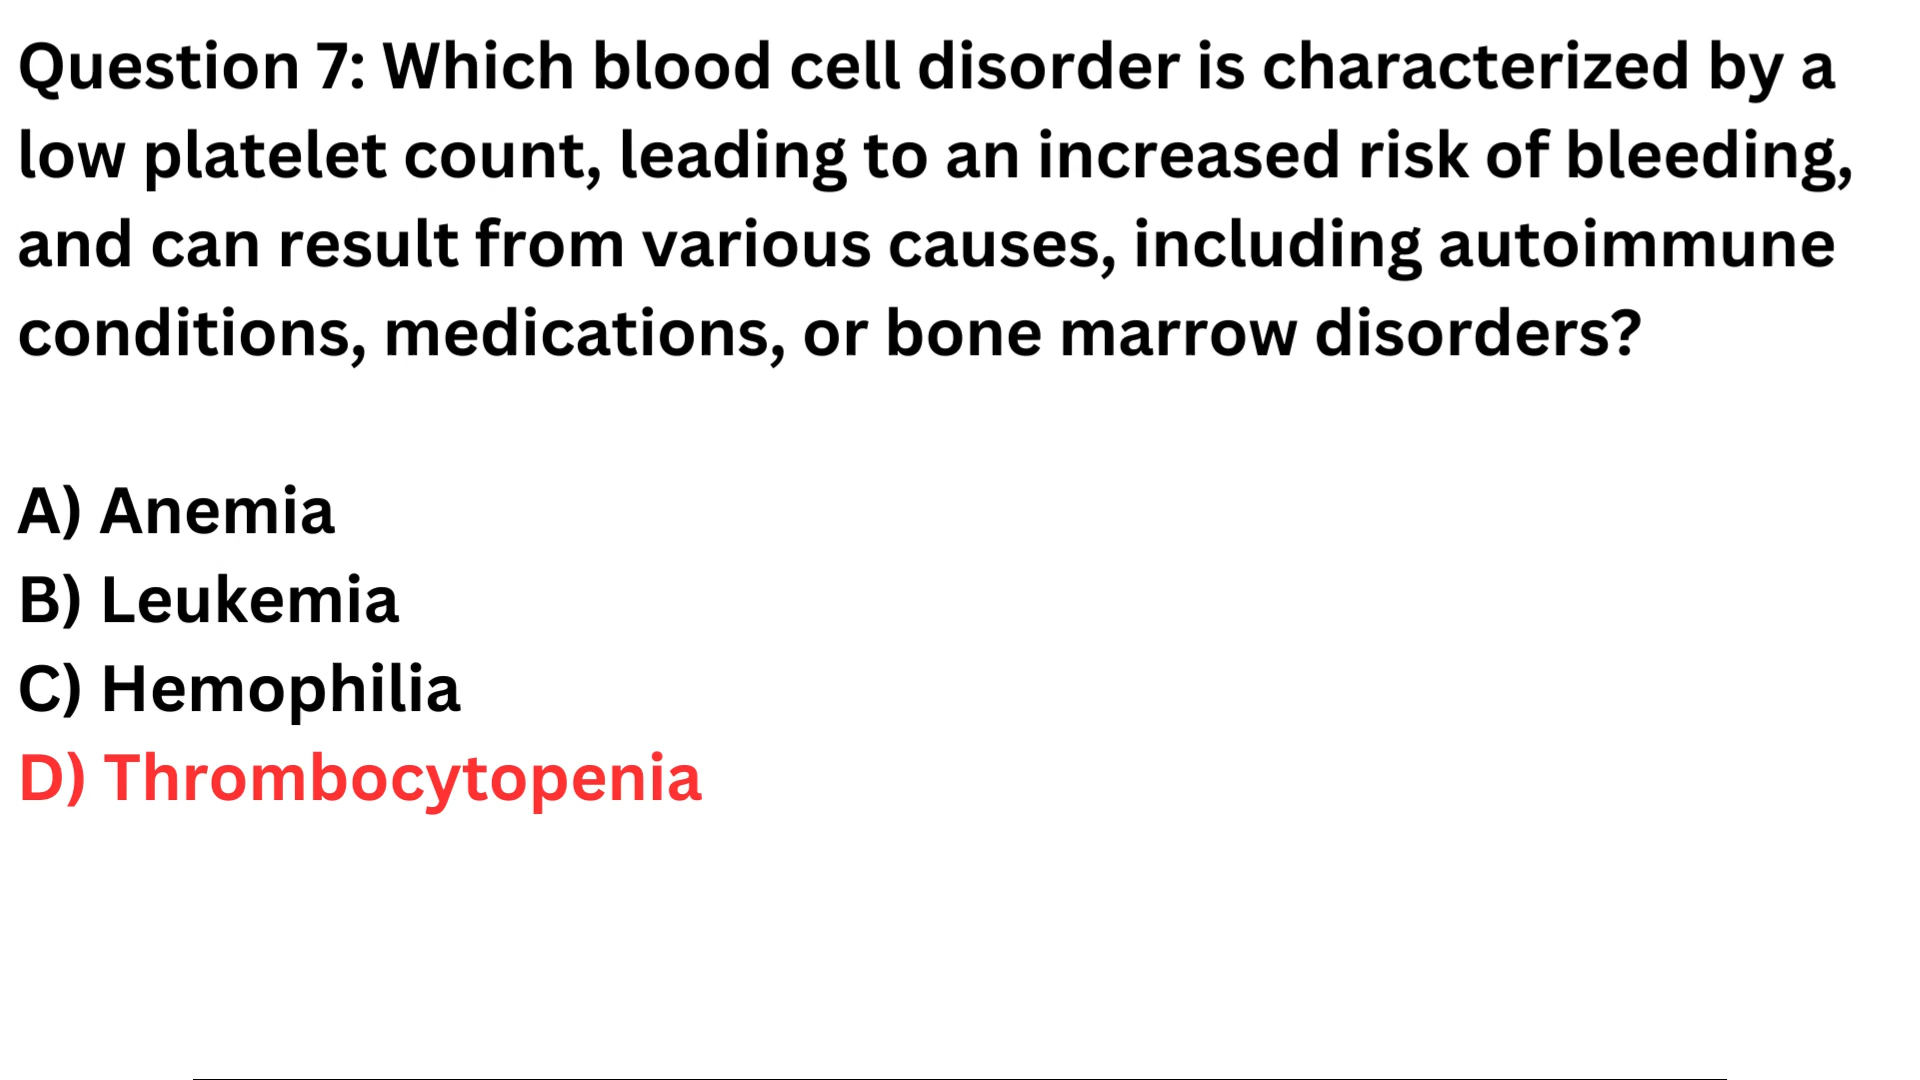 Question 7: Which blood cell disorder is characterized by a
low platelet count, leading to an increased risk of bleeding,
and can result from various causes, including autoimmune
conditions, medications, or bone marrow disorders?
A) Anemia
B) Leukemia
C) Hemophilia
D) Thrombocytopenia